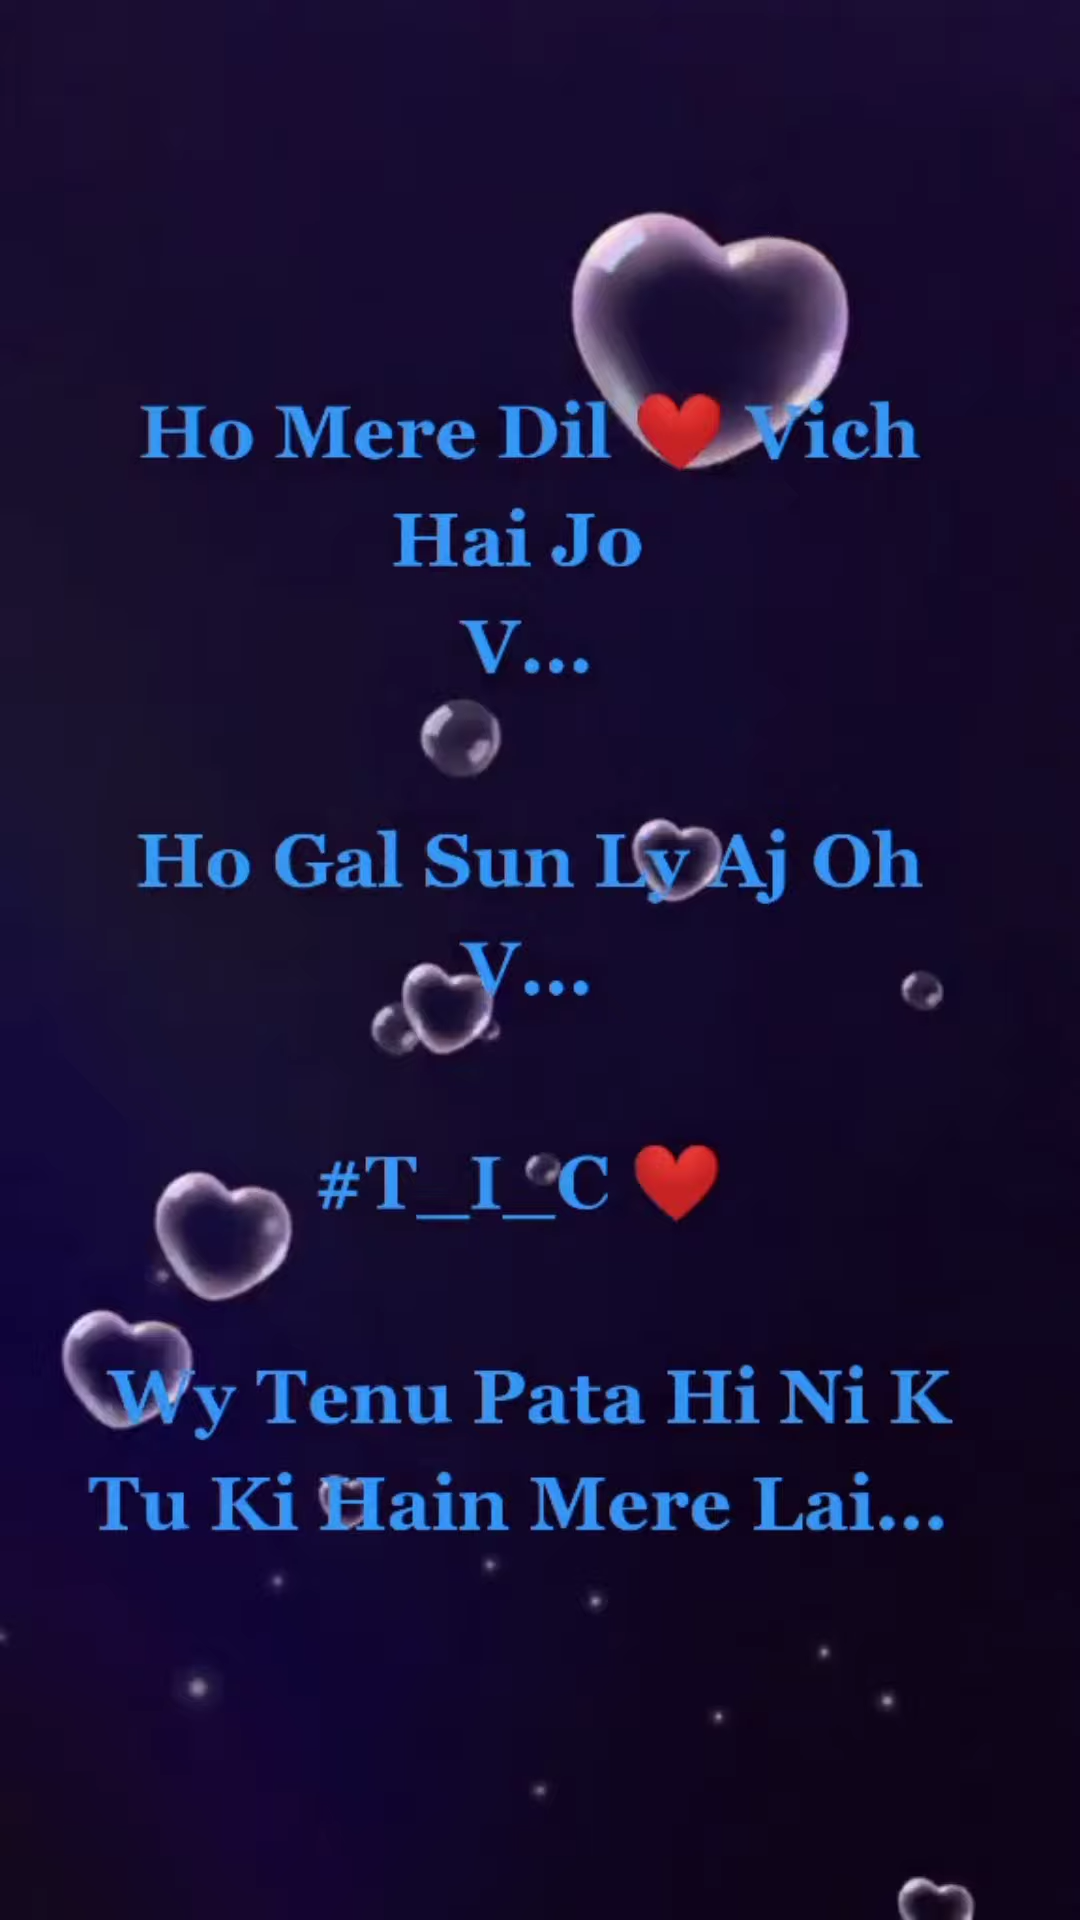 Ho Mere Dil ❤️ Vich
Hai Jo
V...
Ho Gal Sun Ly Aj Oh
V...
#T_I_C ❤️
Wy Tenu Pata Hi Ni K
Tu Ki Hain Mere Lai...